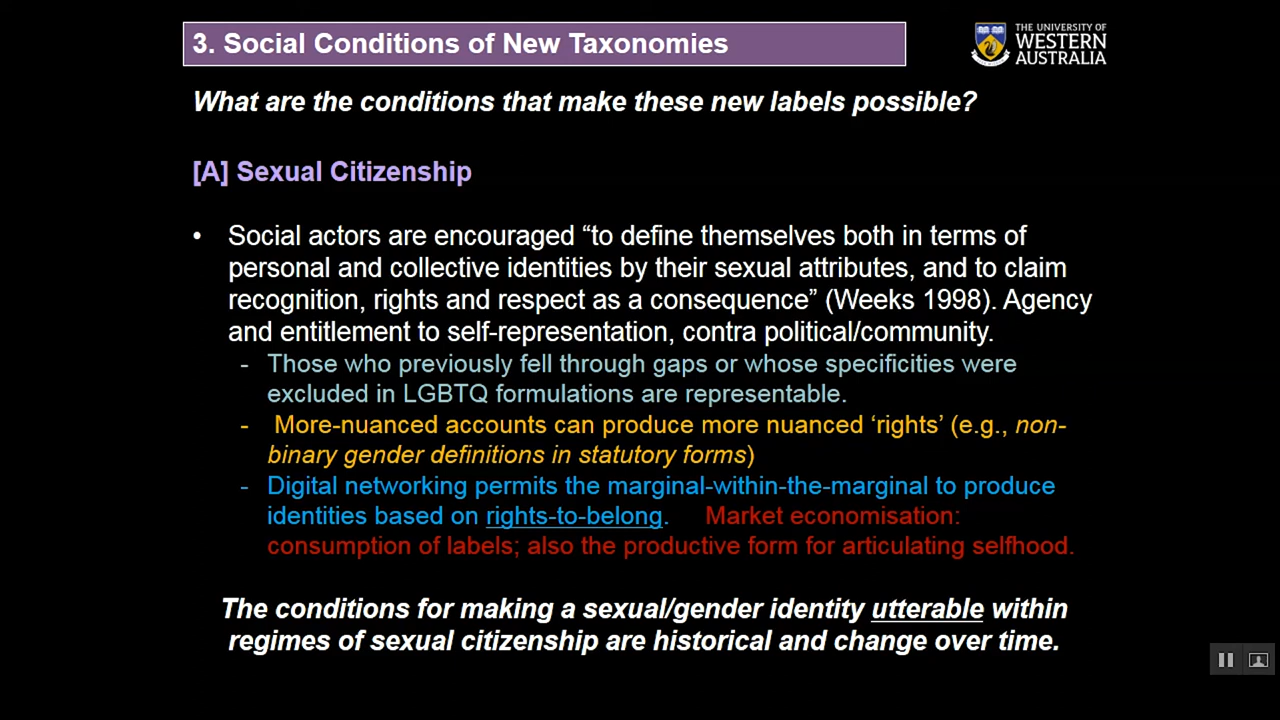 3. Social Conditions of New Taxonomies
THE UNIVERSITY OF
WESTERN
AUSTRALIA
What are the conditions that make these new labels possible?
[A] Sexual Citizenship
• Social actors are encouraged “to define themselves both in terms of
personal and collective identities by their sexual attributes, and to claim
recognition, rights and respect as a consequence” (Weeks 1998). Agency
and entitlement to self-representation, contra political/community.
- Those who previously fell through gaps or whose specificities were
excluded in LGBTQ formulations are representable.
- More-nuanced accounts can produce more nuanced ‘rights’ (e.g., non-
binary gender definitions in statutory forms)
- Digital networking permits the marginal-within-the-marginal to produce
identities based on rights-to-belong. Market economisation:
consumption of labels; also the productive form for articulating selfhood.
The conditions for making a sexual/gender identity utterable within
regimes of sexual citizenship are historical and change over time.